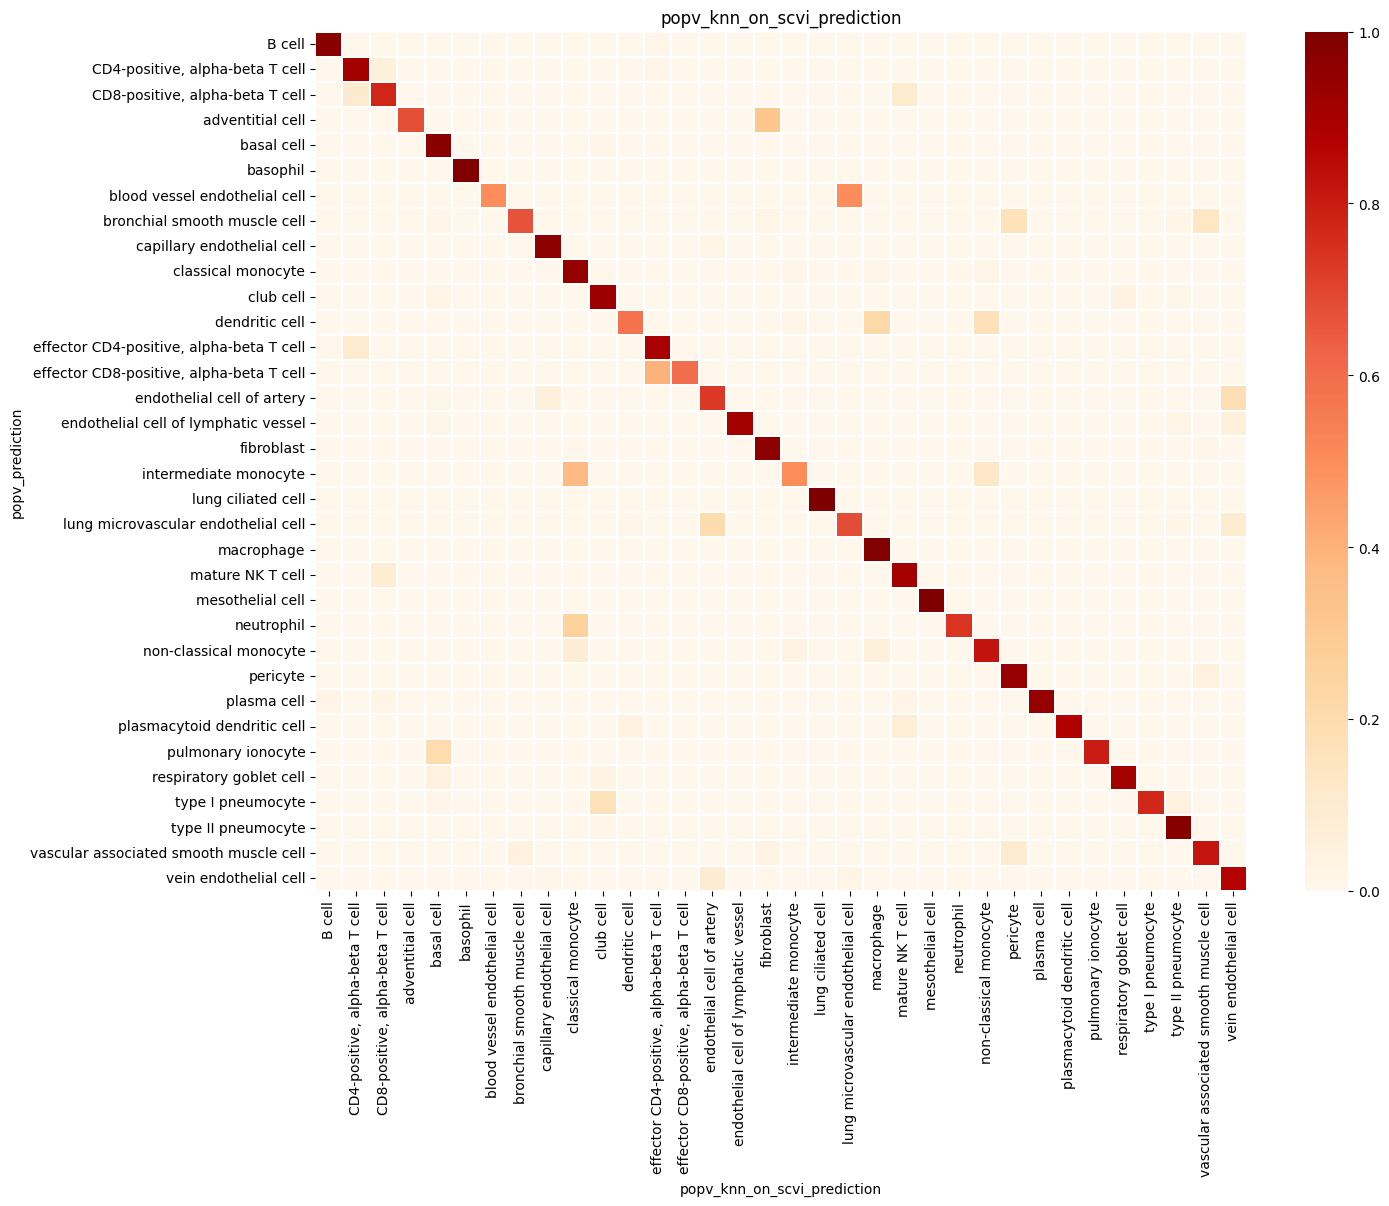 popv_knn_on_scvi_prediction
B cell
CD4-positive, alpha-beta T cell
CD8-positive, alpha-beta T cell
adventitial cell
basal cell
basophil
blood vessel endothelial cell
bronchial smooth muscle cell
capillary endothelial cell
classical monocyte
club cell
dendritic cell
effector CD4-positive, alpha-beta T cell
effector CD8-positive, alpha-beta T cell
endothelial cell of artery
endothelial cell of lymphatic vessel
fibroblast
intermediate monocyte
lung ciliated cell
lung microvascular endothelial cell
macrophage
mature NK T cell
mesothelial cell
neutrophil
non-classical monocyte
pericyte
plasma cell
plasmacytoid dendritic cell
pulmonary ionocyte
respiratory goblet cell
type I pneumocyte
type II pneumocyte
vascular associated smooth muscle cell
vein endothelial cell
popv_prediction
B cell
CD4-positive, alpha-beta T cell
CD8-positive, alpha-beta T cell
adventitial cell
basal cell
basophil
blood vessel endothelial cell
bronchial smooth muscle cell
capillary endothelial cell
classical monocyte
club cell
dendritic cell
effector CD4-positive, alpha-beta T cell
effector CD8-positive, alpha-beta T cell
endothelial cell of artery
endothelial cell of lymphatic vessel
fibroblast
intermediate monocyte
lung ciliated cell
lung microvascular endothelial cell
macrophage
mature NK T cell
mesothelial cell
neutrophil
non-classical monocyte
pericyte
plasma cell
plasmacytoid dendritic cell
pulmonary ionocyte
respiratory goblet cell
type I pneumocyte
type II pneumocyte
vascular associated smooth muscle cell
vein endothelial cell
popv_knn_on_scvi_prediction
1.0
0.8
0.6
0.4
0.2
0.0